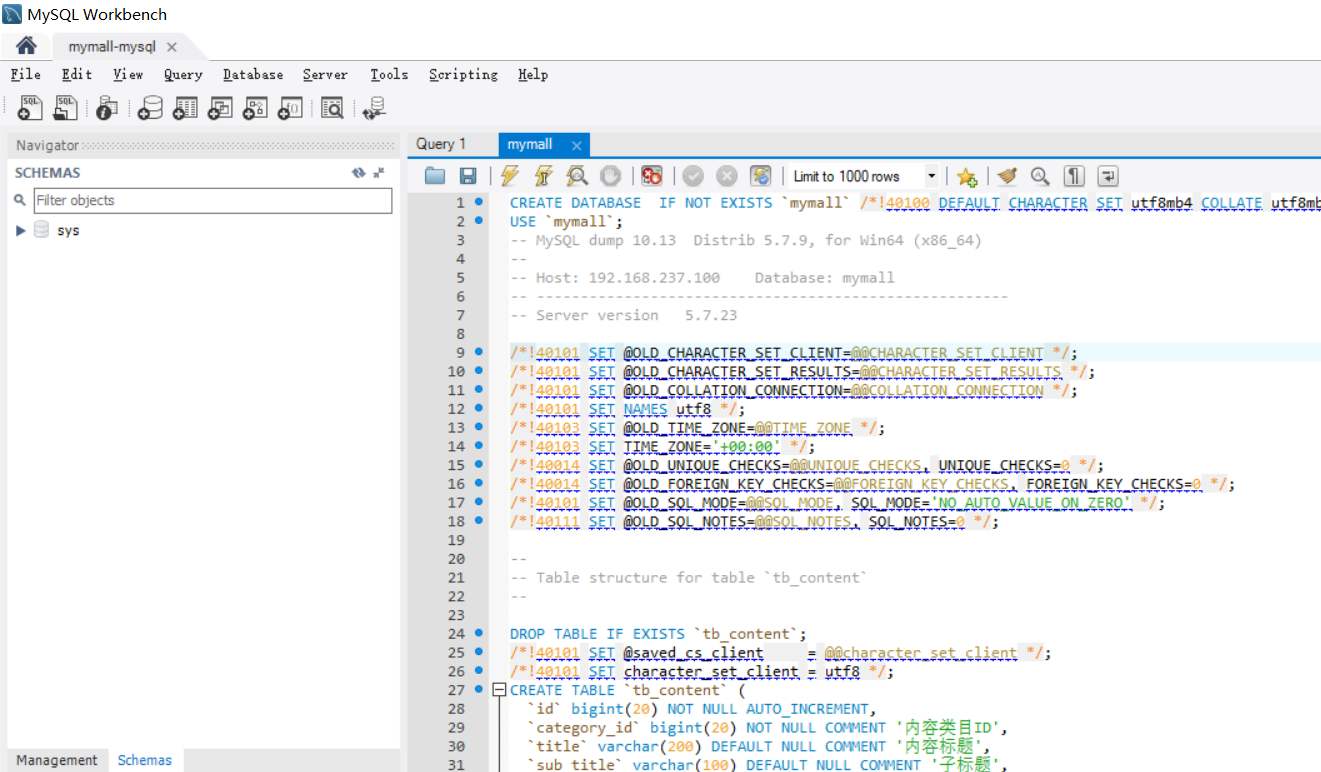 MySQL Workbench
mymall-mysql
File Edit View Query Database Server Tools Scripting Help
Navigator
SCHEMAS
Filter objects
sys
Management Schemas
Query 1 mymall
Limit to 1000 rows
1 CREATE DATABASE  IF NOT EXISTS `mymall` /*!40100 DEFAULT CHARACTER SET utf8mb4 COLLATE utf8mb
2 USE `mymall`;
3 -- MySQL dump 10.13  Distrib 5.7.9, for Win64 (x86_64)
4 --
5 -- Host: 192.168.237.100    Database: mymall
6 -- ------------------------------------------------------
7 -- Server version   5.7.23
8
9 /*!40101 SET @OLD_CHARACTER_SET_CLIENT=@@CHARACTER_SET_CLIENT */;
10 /*!40101 SET @OLD_CHARACTER_SET_RESULTS=@@CHARACTER_SET_RESULTS */;
11 /*!40101 SET @OLD_COLLATION_CONNECTION=@@COLLATION_CONNECTION */;
12 /*!40101 SET NAMES utf8 */;
13 /*!40103 SET @OLD_TIME_ZONE=@@TIME_ZONE */;
14 /*!40103 SET TIME_ZONE='+00:00' */;
15 /*!40014 SET @OLD_UNIQUE_CHECKS=@@UNIQUE_CHECKS, UNIQUE_CHECKS=0 */;
16 /*!40014 SET @OLD_FOREIGN_KEY_CHECKS=@@FOREIGN_KEY_CHECKS, FOREIGN_KEY_CHECKS=0 */;
17 /*!40101 SET @OLD_SQL_MODE=@@SQL_MODE, SQL_MODE='NO_AUTO_VALUE_ON_ZERO' */;
18 /*!40111 SET @OLD_SQL_NOTES=@@SQL_NOTES, SQL_NOTES=0 */;
19
20 --
21 -- Table structure for table `tb_content`
22 --
23
24 DROP TABLE IF EXISTS `tb_content`;
25 /*!40101 SET @saved_cs_client     = @@character_set_client */;
26 /*!40101 SET character_set_client = utf8 */;
27 CREATE TABLE `tb_content` (
28 `id` bigint(20) NOT NULL AUTO_INCREMENT,
29 `category_id` bigint(20) NOT NULL COMMENT '内容类目ID',
30 `title` varchar(200) DEFAULT NULL COMMENT '内容标题',
31 `sub_title` varchar(100) DEFAULT NULL COMMENT '子标题',